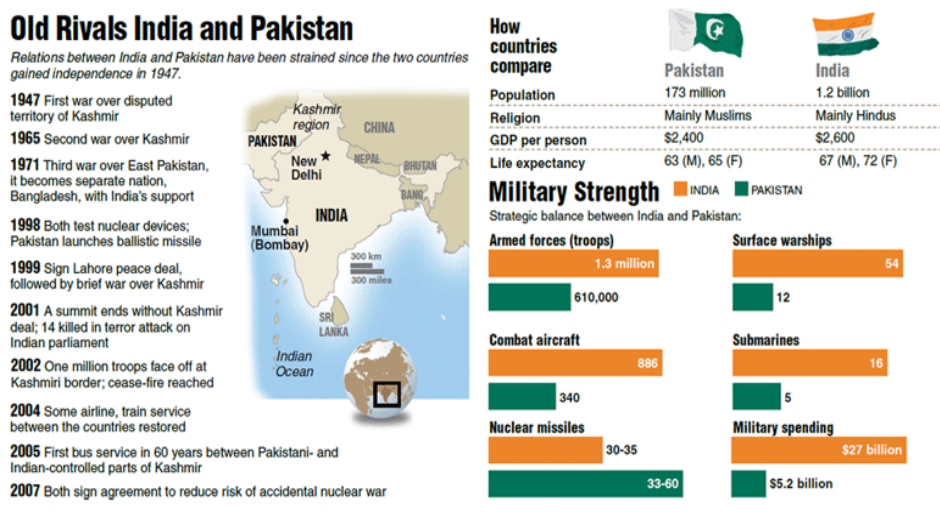 Old Rivals India and Pakistan
Relations between India and Pakistan have been strained since the two countries
gained independence in 1947.
1947 First war over disputed
territory of Kashmir
1965 Second war over Kashmir
1971 Third war over East Pakistan,
it becomes separate nation,
Bangladesh, with India's support
1998 Both test nuclear devices;
Pakistan launches ballistic missile
1999 Sign Lahore peace deal,
followed by brief war over Kashmir
2001 A summit ends without Kashmir
deal; 14 killed in terror attack on
Indian parliament
2002 One million troops face off at
Kashmiri border; cease-fire reached
2004 Some airline, train service
between the countries restored
2005 First bus service in 60 years between Pakistani- and
Indian-controlled parts of Kashmir
2007 Both sign agreement to reduce risk of accidental nuclear war
Kashmir
region
CHINA
PAKISTAN
New
Delhi
NEPAL
BHUTAN
BANG.
INDIA
Mumbai
(Bombay)
300 km
300 miles
SRI
LANKA
Indian
Ocean
How
countries
compare
Pakistan India
Population 173 million 1.2 billion
Religion Mainly Muslims Mainly Hindus
GDP per person $2,400 $2,600
Life expectancy 63 (M), 65 (F) 67 (M), 72 (F)
Military Strength INDIA PAKISTAN
Strategic balance between India and Pakistan:
Armed forces (troops)
1.3 million
610,000
Surface warships
54
12
Combat aircraft
886
340
Submarines
16
5
Nuclear missiles
30-35
33-60
Military spending
$27 billion
$5.2 billion